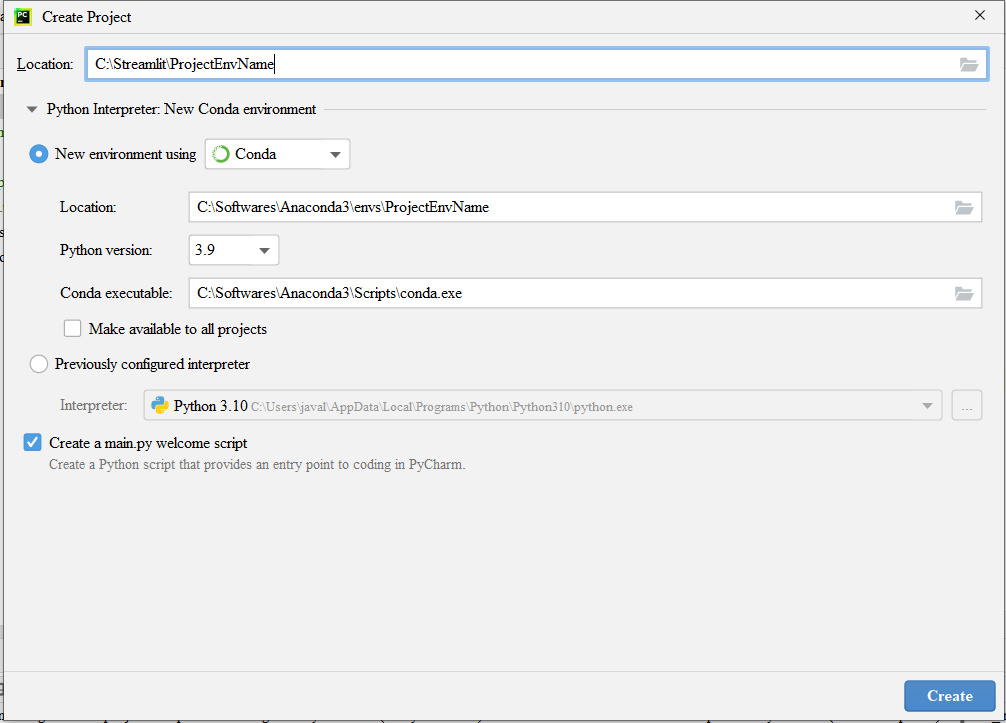 PC Create Project
Location: C:\Streamlit\ProjectEnvName
Python Interpreter: New Conda environment
New environment using Conda
Location: C:\Softwares\Anaconda3\envs\ProjectEnvName
Python version: 3.9
Conda executable: C:\Softwares\Anaconda3\Scripts\conda.exe
Make available to all projects
Previously configured interpreter
Interpreter: Python 3.10 C:\Users\javal\AppData\Local\Programs\Python\Python310\python.exe ...
Create a main.py welcome script
Create a Python script that provides an entry point to coding in PyCharm.
Create